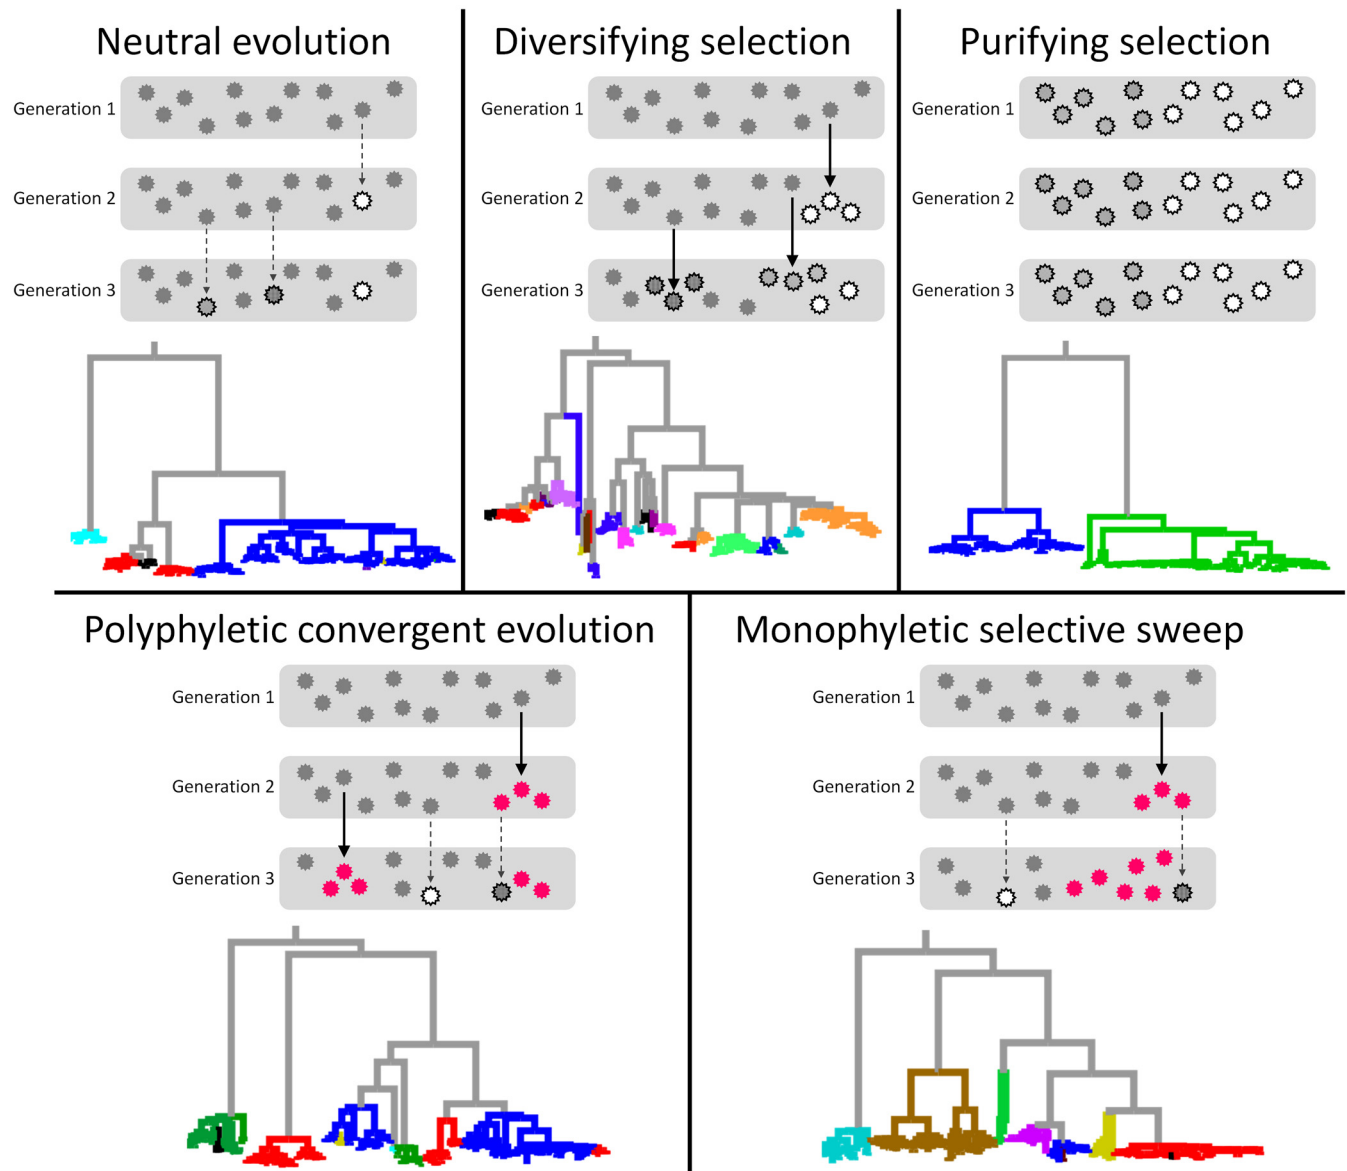 Neutral evolution
Generation 1
Generation 2
Generation 3
Diversifying selection
Generation 1
Generation 2
Generation 3
Purifying selection
Generation 1
Generation 2
Generation 3
Polyphyletic convergent evolution
Generation 1
Generation 2
Generation 3
Monophyletic selective sweep
Generation 1
Generation 2
Generation 3